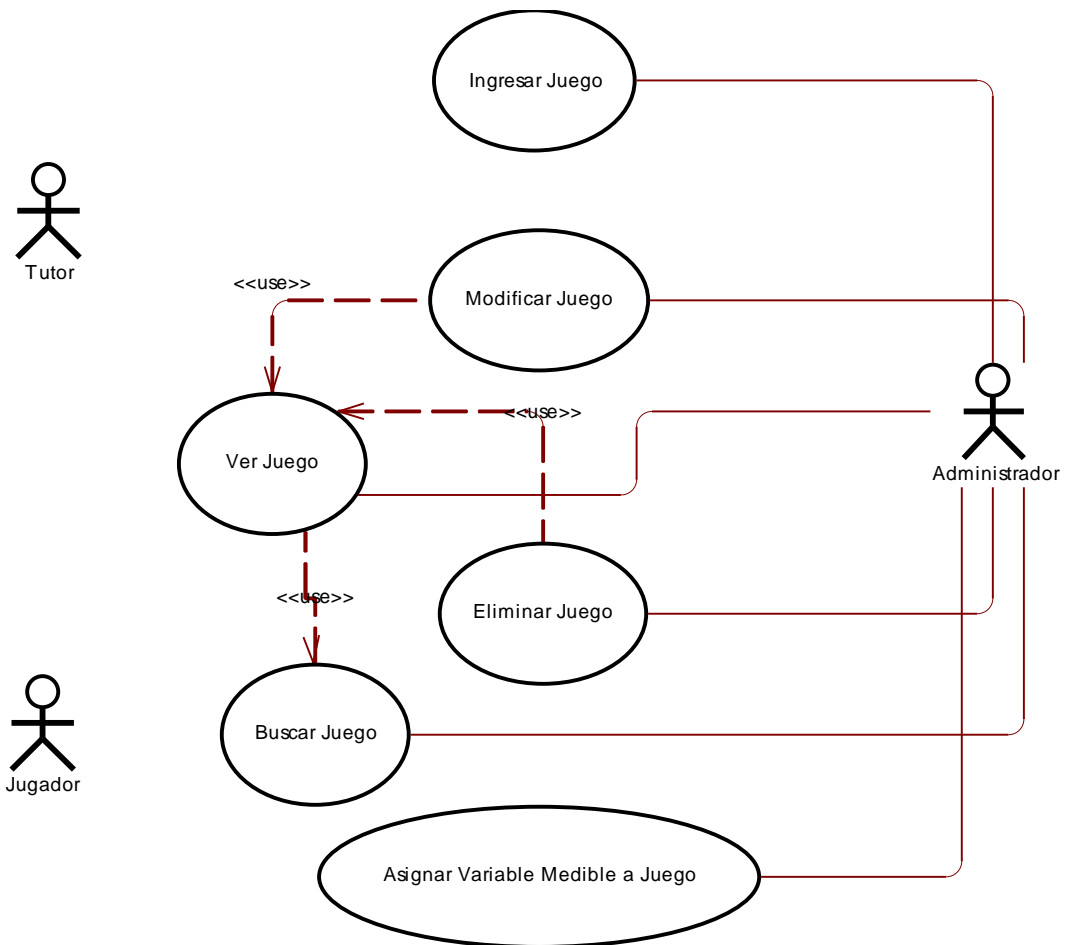 Ingresar Juego
Tutor
<<use>>
Modificar Juego
<<use>>
Ver Juego
Administrador
<<use>>
Eliminar Juego
Buscar Juego
Jugador
Asignar Variable Medible a Juego